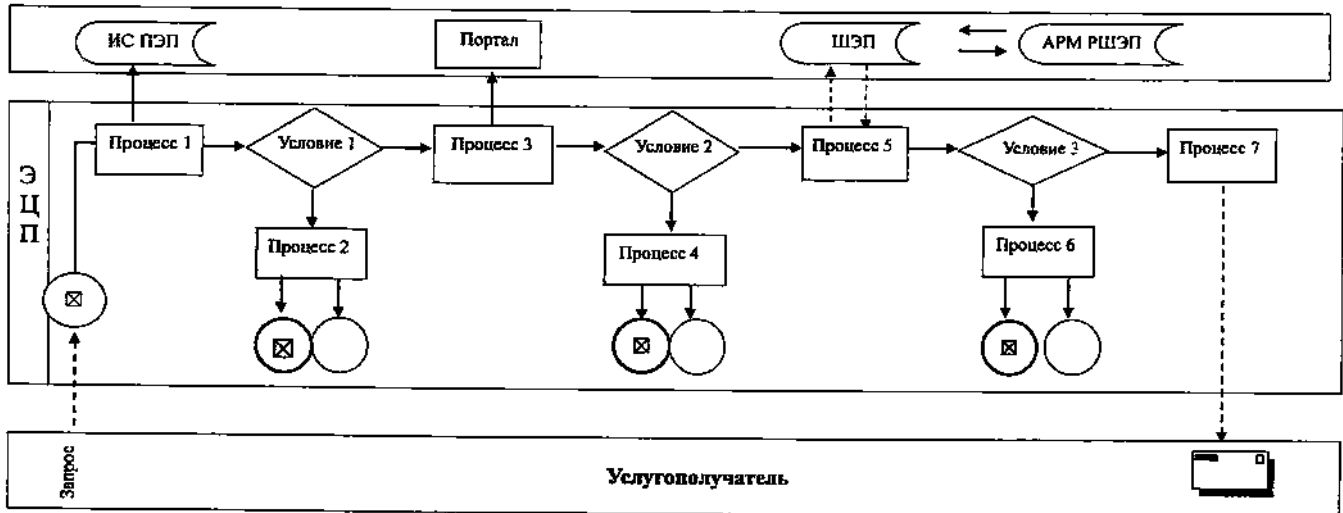 ИС ПЭП
Портал
ШЭП
АРМ РШЭП
ЭЦП
Процесс 1
Условие 1
Процесс 3
Условие 2
Процесс 5
Условие 3
Процесс 7
Процесс 2
Процесс 4
Процесс 6
Запрос
Услугополучатель